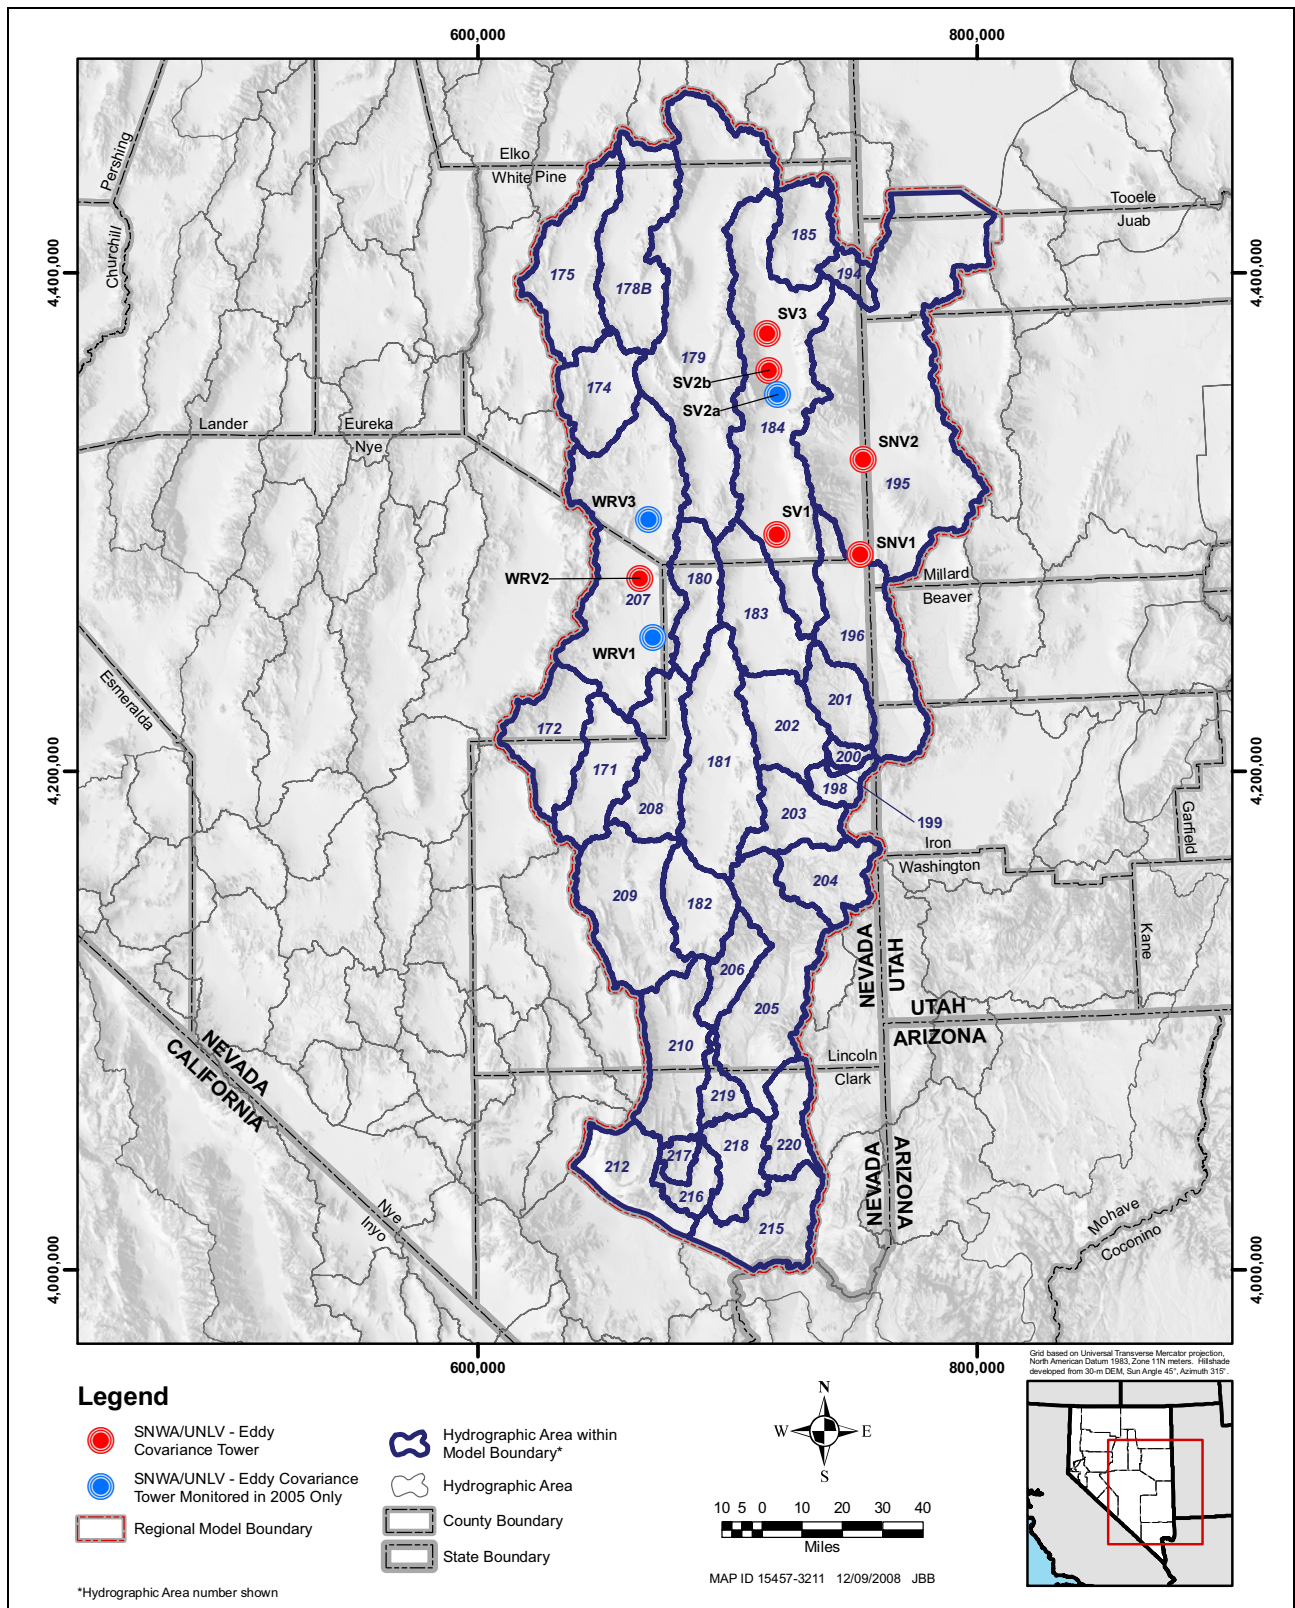 600,000
800,000
Pershing
Elko
White Pine
Tooele
Juab
Churchill
185
4,400,000
4,400,000
175
178B
194
SV3
179
SV2b
174
SV2a
Lander
Eureka
Nye
184
SNV2
195
WRV3
SV1
SNV1
WRV2
180
Millard
Beaver
207
183
196
WRV1
Esmeralda
201
172
202
200
4,200,000
4,200,000
181
171
198
208
203
199
Garfield
Iron
Washington
204
209
182
Kane
NEVADA
UTAH
206
205
UTAH
ARIZONA
NEVADA
CALIFORNIA
210
Lincoln
Clark
219
217
218
220
212
NEVADA
ARIZONA
216
215
Nye
Inyo
Mohave
Coconino
4,000,000
4,000,000
600,000
800,000
Grid based on Universal Transverse Mercator projection,
North American Datum 1983, Zone 11N meters. Hillshade
developed from 30-m DEM, Sun Angle 45°, Azimuth 315°.
Legend
SNWA/UNLV - Eddy
Covariance Tower
SNWA/UNLV - Eddy Covariance
Tower Monitored in 2005 Only
Regional Model Boundary
Hydrographic Area within
Model Boundary*
Hydrographic Area
County Boundary
State Boundary
N
W
E
S
10 5 0 10 20 30 40
Miles
MAP ID 15457-3211 12/09/2008 JBB
*Hydrographic Area number shown